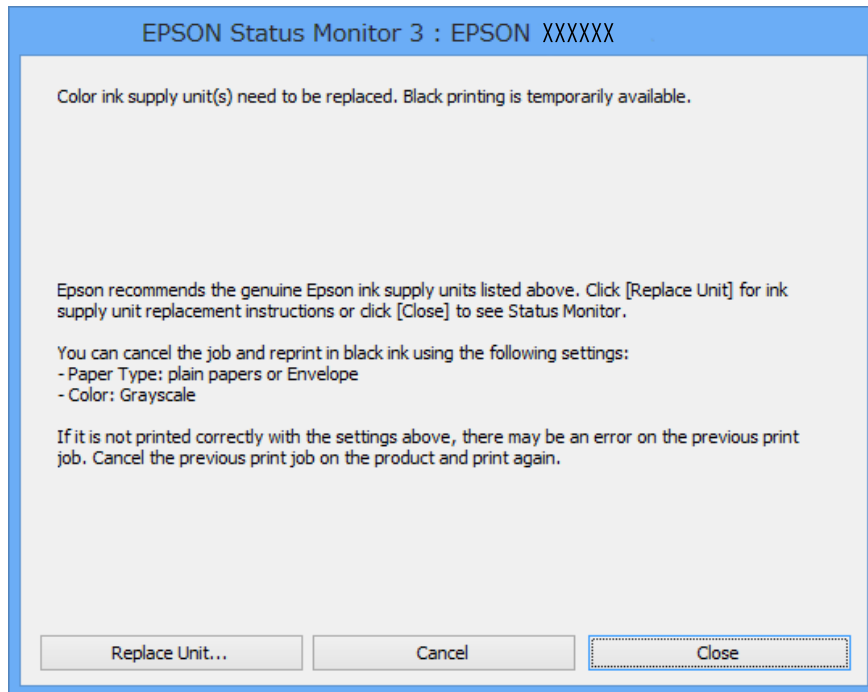 EPSON Status Monitor 3 : EPSON XXXXXX
Color ink supply unit(s) need to be replaced. Black printing is temporarily available.
Epson recommends the genuine Epson ink supply units listed above. Click [Replace Unit] for ink
supply unit replacement instructions or click [Close] to see Status Monitor.
You can cancel the job and reprint in black ink using the following settings:
- Paper Type: plain papers or Envelope
- Color: Grayscale
If it is not printed correctly with the settings above, there may be an error on the previous print
job. Cancel the previous print job on the product and print again.
Replace Unit...
Cancel
Close